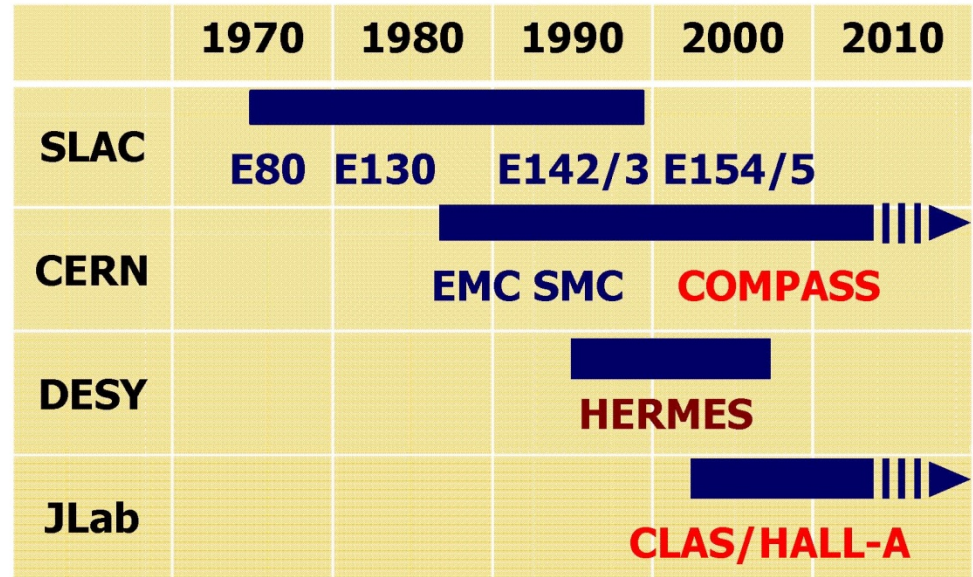 1970 1980 1990 2000 2010
SLAC
E80 E130 E142/3 E154/5
CERN
EMC SMC COMPASS
DESY
HERMES
JLab
CLAS/HALL-A